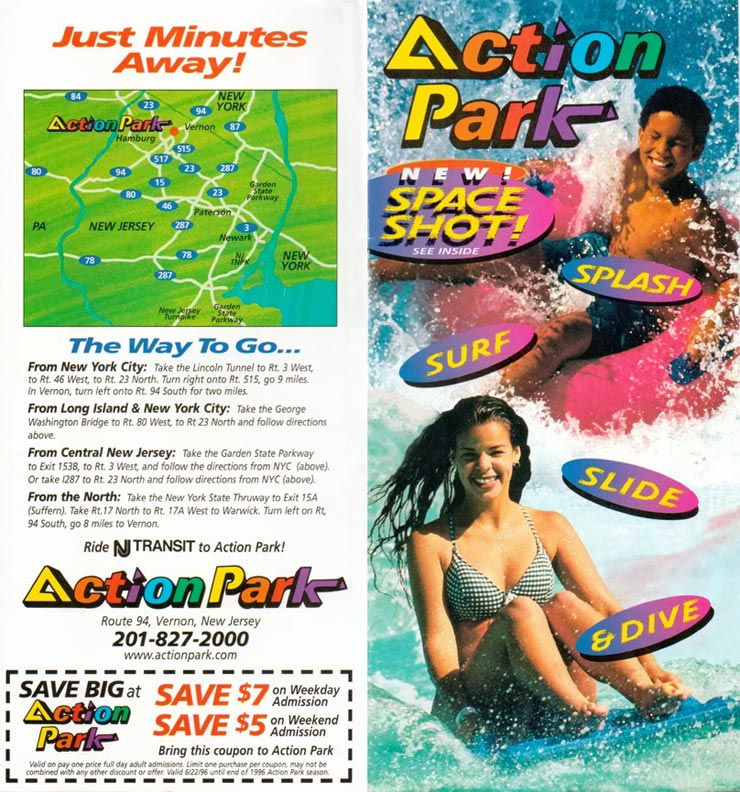 Just Minutes
Away!
84
23
94
NEW
YORK
Action Park
Vernon
87
Hamburg
515
517
80
94
23
287
15
Garden
State
Parkway
80
23
46
Paterson
PA
NEW JERSEY
287
3
Newark
78
78
NJ
TNPK
NEW
YORK
287
New Jersey
Turnpike
Garden
State
Parkway
The Way To Go...
From New York City: Take the Lincoln Tunnel to Rt. 3 West,
to Rt. 46 West, to Rt. 23 North. Turn right onto Rt. 515, go 9 miles.
In Vernon, turn left onto Rt. 94 South for two miles.
From Long Island & New York City: Take the George
Washington Bridge to Rt. 80 West, to Rt 23 North and follow directions
above.
From Central New Jersey: Take the Garden State Parkway
to Exit 153B, to Rt. 3 West, and follow the directions from NYC (above).
Or take I287 to Rt. 23 North and follow directions from NYC (above).
From the North: Take the New York State Thruway to Exit 15A
(Suffern). Take Rt.17 North to Rt. 17A West to Warwick. Turn left on Rt,
94 South, go 8 miles to Vernon.
Ride NJ TRANSIT to Action Park!
Action Park
Route 94, Vernon, New Jersey
201-827-2000
www.actionpark.com
SAVE BIG at
Action
Park
SAVE $7 on Weekday
Admission
SAVE $5 on Weekend
Admission
Bring this coupon to Action Park
Valid on pay one price full day adult admissions. Limit one purchase per coupon, may not be
combined with any other discount or offer. Valid 6/22/96 until end of 1996 Action Park season.
Action
Park
NEW!
SPACE
SHOT!
SEE INSIDE
SPLASH
SURF
SLIDE
& DIVE